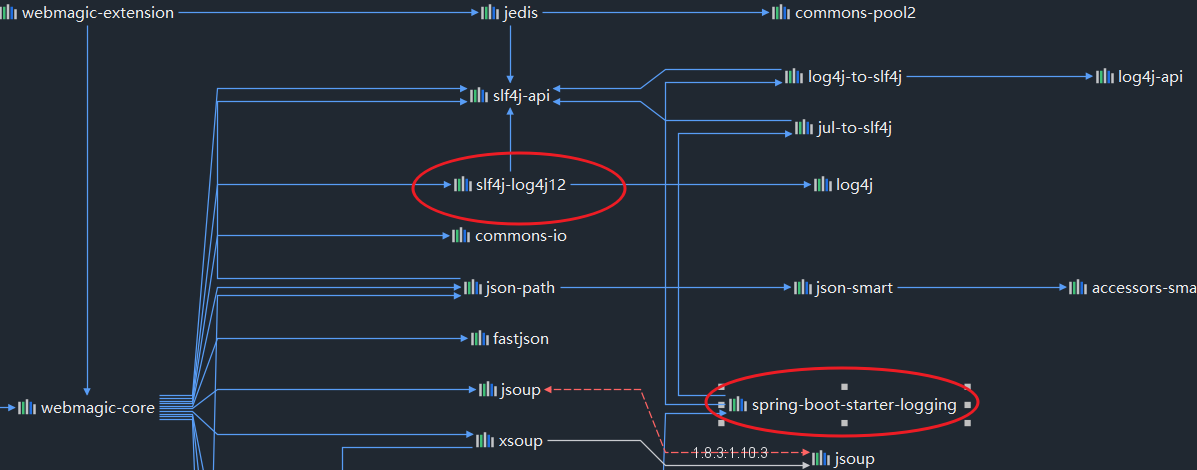 webmagic-extension
jedis
commons-pool2
log4j-to-slf4j
log4j-api
slf4j-api
jul-to-slf4j
slf4j-log4j12
log4j
commons-io
json-path
json-smart
accessors-sma
fastjson
jsoup
webmagic-core
spring-boot-starter-logging
xsoup
1.8.3:1.10.3
jsoup